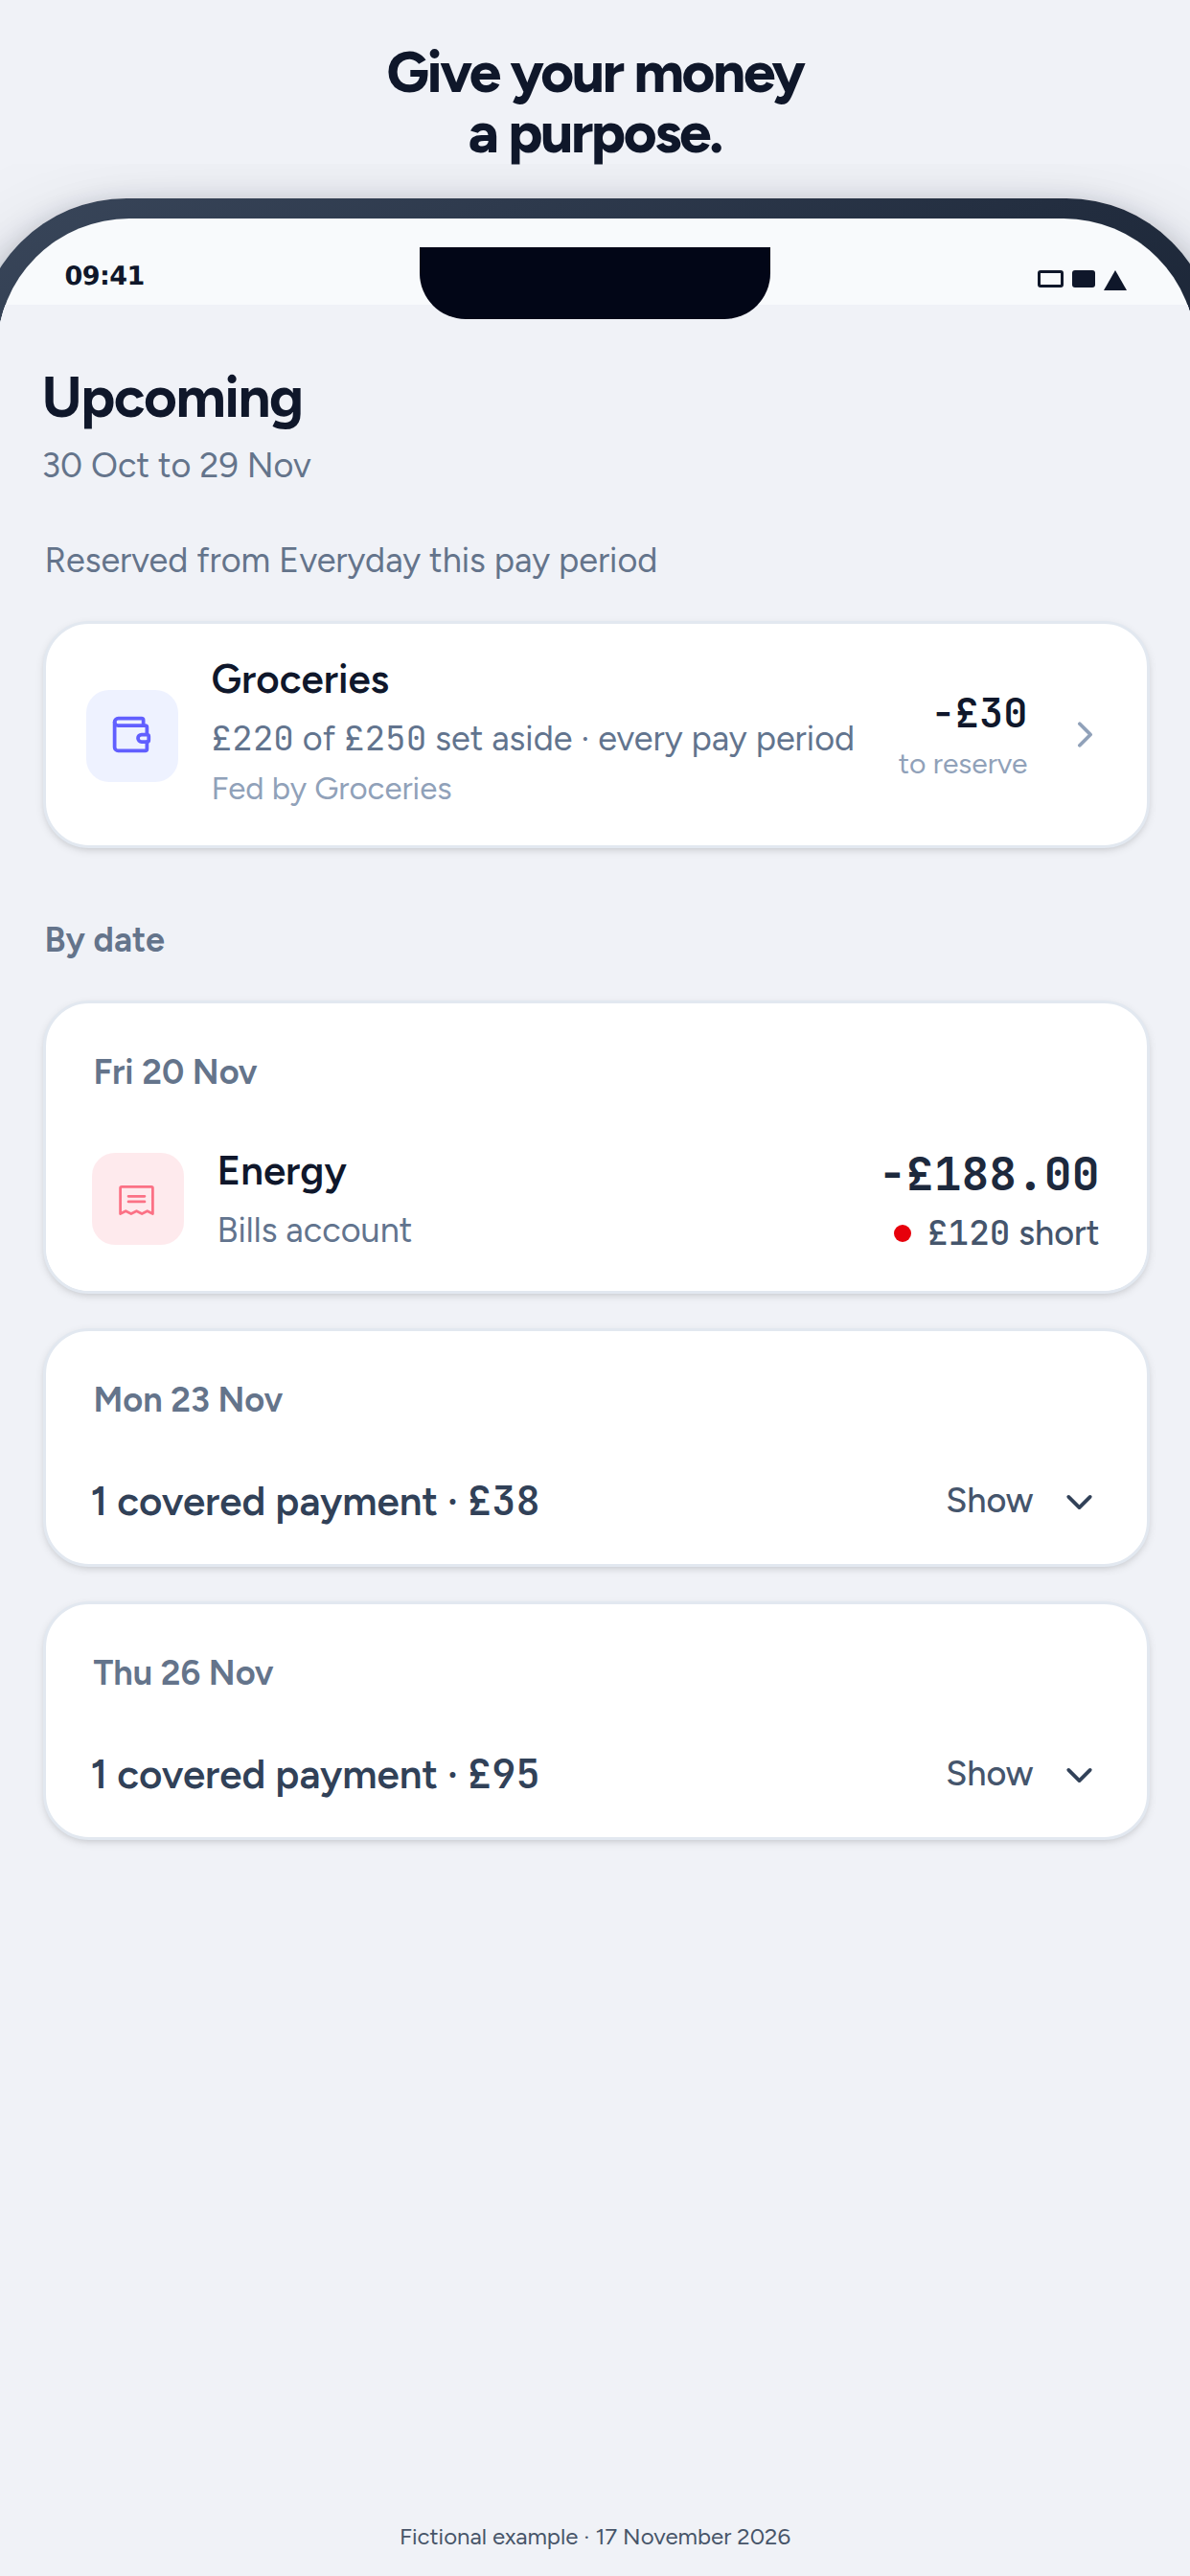 Give your money
a purpose.
09:41
Upcoming
30 Oct to 29 Nov
Reserved from Everyday this pay period
Groceries
£220 of £250 set aside · every pay period
Fed by Groceries
-£30
to reserve
By date
Fri 20 Nov
Energy
Bills account
-£188.00
£120 short
Mon 23 Nov
1 covered payment · £38
Show
Thu 26 Nov
1 covered payment · £95
Show
Fictional example · 17 November 2026